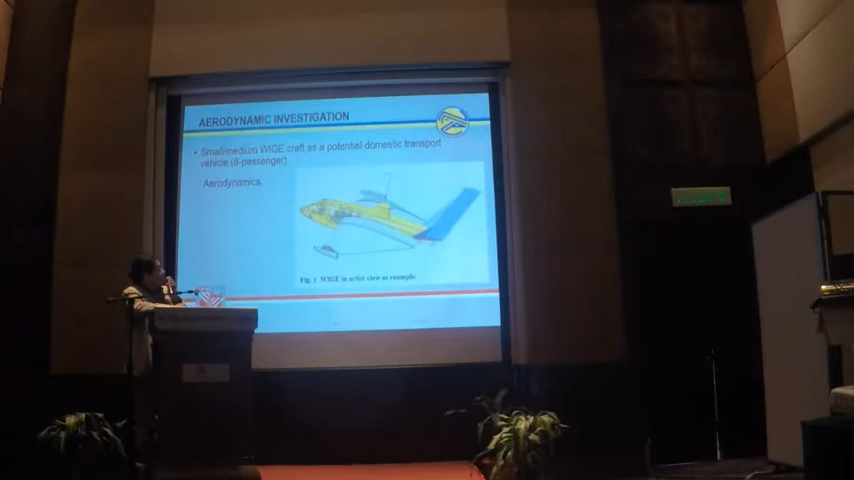 AERODYNAMIC INVESTIGATION
• Small/medium WIGE craft as a potential domestic transport
vehicle (8-passenger)
Aerodynamics.
Fig. 1 WIGE in artist view as example